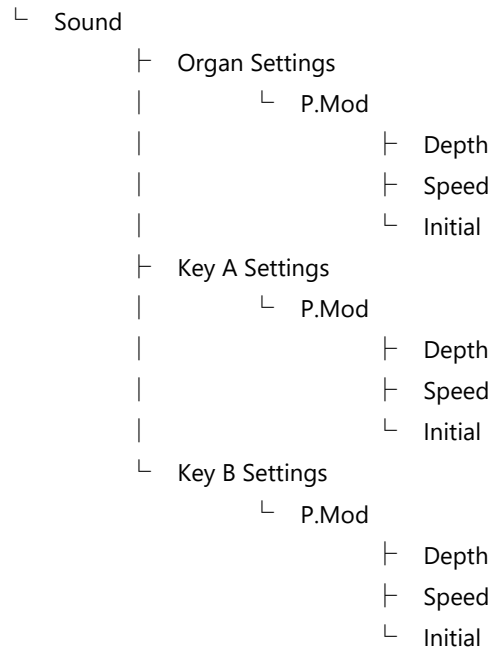 └ Sound
├ Organ Settings
│ └ P.Mod
│ ├ Depth
│ ├ Speed
│ └ Initial
├ Key A Settings
│ └ P.Mod
│ ├ Depth
│ ├ Speed
│ └ Initial
└ Key B Settings
└ P.Mod
├ Depth
├ Speed
└ Initial